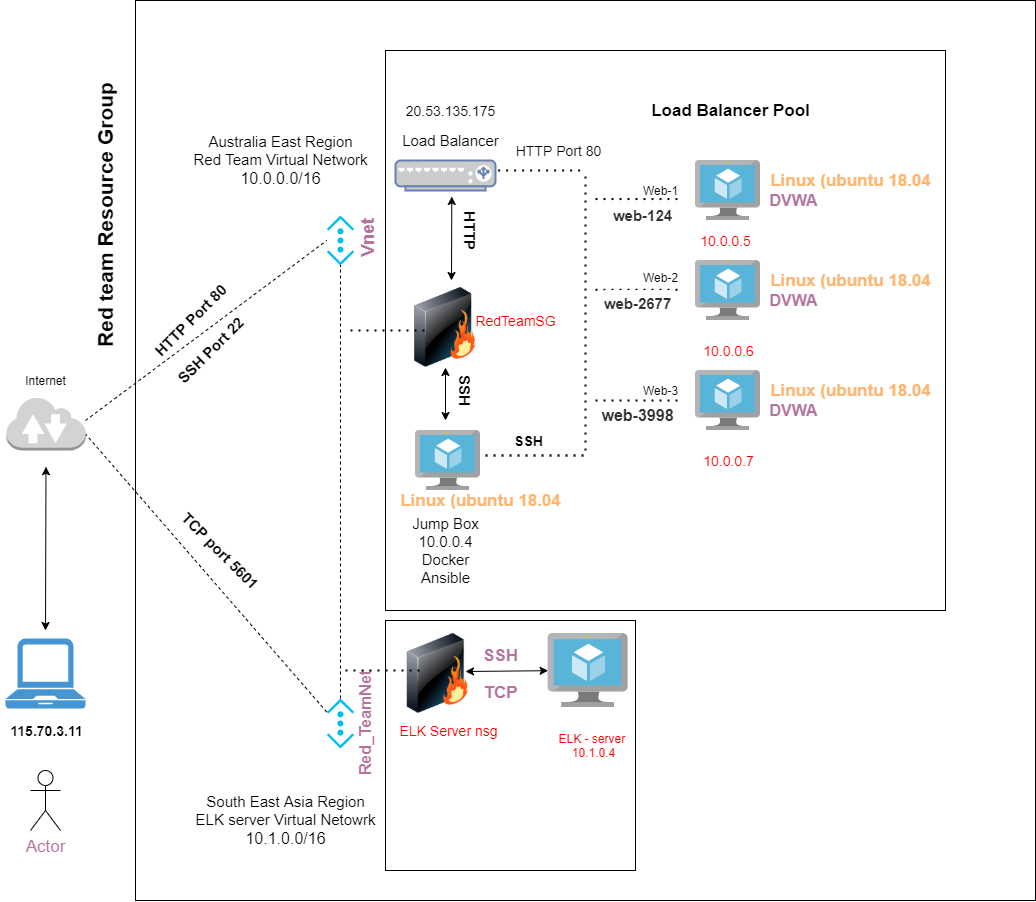 Red team Resource Group
20.53.135.175
Load Balancer Pool
Load Balancer
Australia East Region
Red Team Virtual Network
10.0.0.0/16
HTTP Port 80
Web-1
web-124
Linux (ubuntu 18.04
DVWA
10.0.0.5
HTTP
Vnet
Web-2
web-2677
Linux (ubuntu 18.04
DVWA
10.0.0.6
RedTeamSG
HTTP Port 80
SSH Port 22
SSH
Web-3
web-3998
Linux (ubuntu 18.04
DVWA
10.0.0.7
Internet
SSH
Linux (ubuntu 18.04
Jump Box
10.0.0.4
Docker
Ansible
TCP port 5601
SSH
TCP
Red_TeamNet
ELK Server nsg
ELK - server
10.1.0.4
115.70.3.11
Actor
South East Asia Region
ELK server Virtual Netowrk
10.1.0.0/16